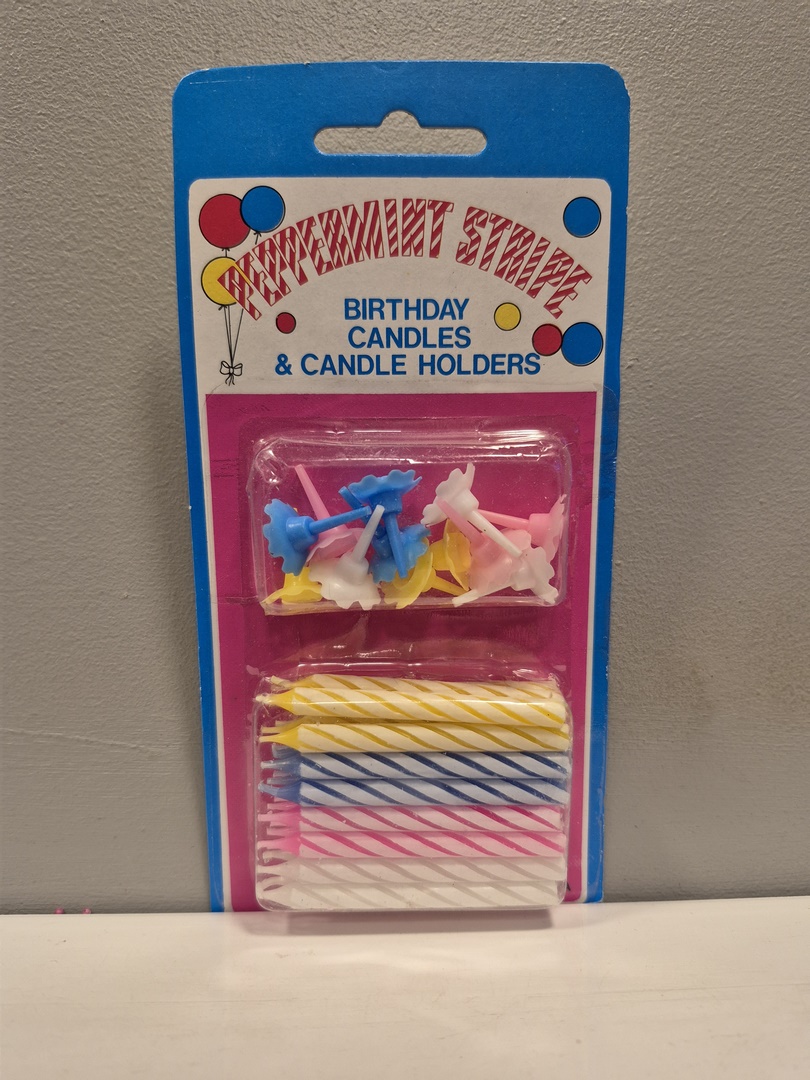 PEPPERMINT STRIPE
BIRTHDAY
CANDLES
& CANDLE HOLDERS